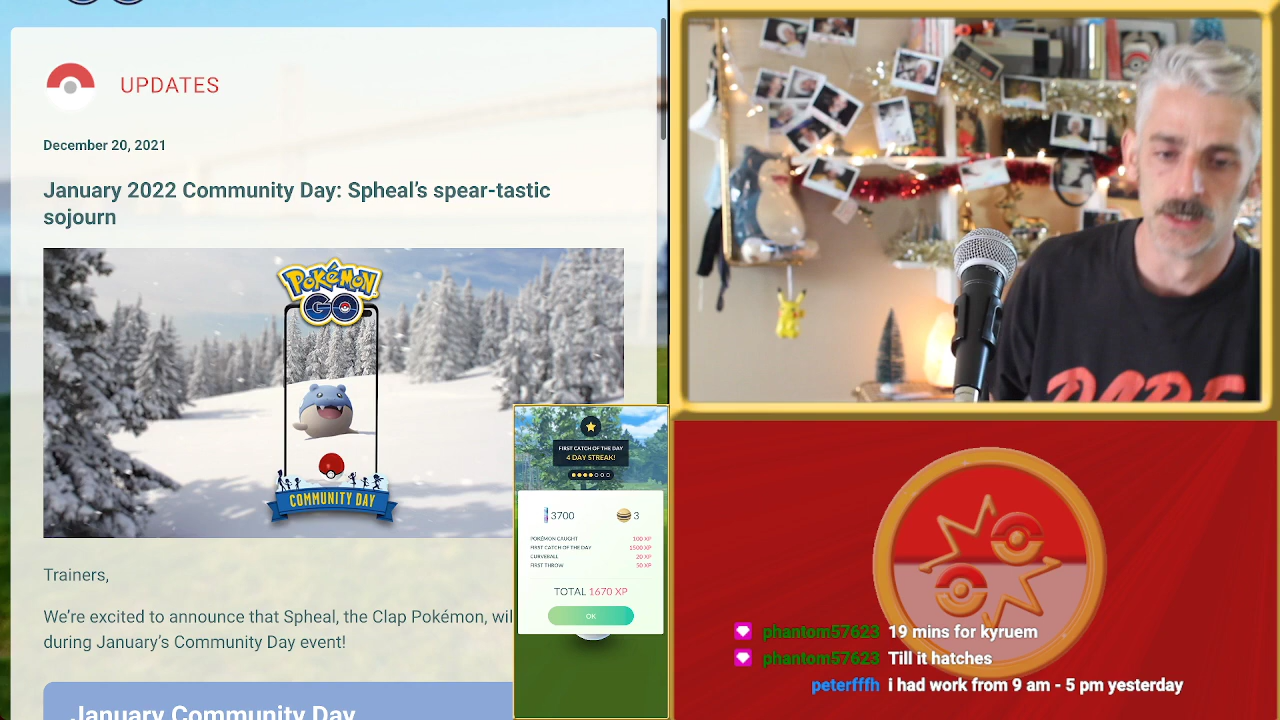 UPDATES
December 20, 2021
January 2022 Community Day: Spheal's spear-tastic
sojourn
POKÉMON
GO
COMMUNITY DAY
Trainers,
We're excited to announce that Spheal, the Clap Pokémon, wil
during January's Community Day event!
January Community Day
FIRST CATCH OF THE DAY
4 DAY STREAK!
3700
3
POKÉMON CAUGHT 100 XP
FIRST CATCH OF THE DAY 1500 XP
CURVEBALL 20 XP
FIRST THROW 50 XP
TOTAL 1670 XP
OK
DARE
phantom57623 19 mins for kyruem
phantom57623 Till it hatches
peterfffh i had work from 9 am - 5 pm yesterday